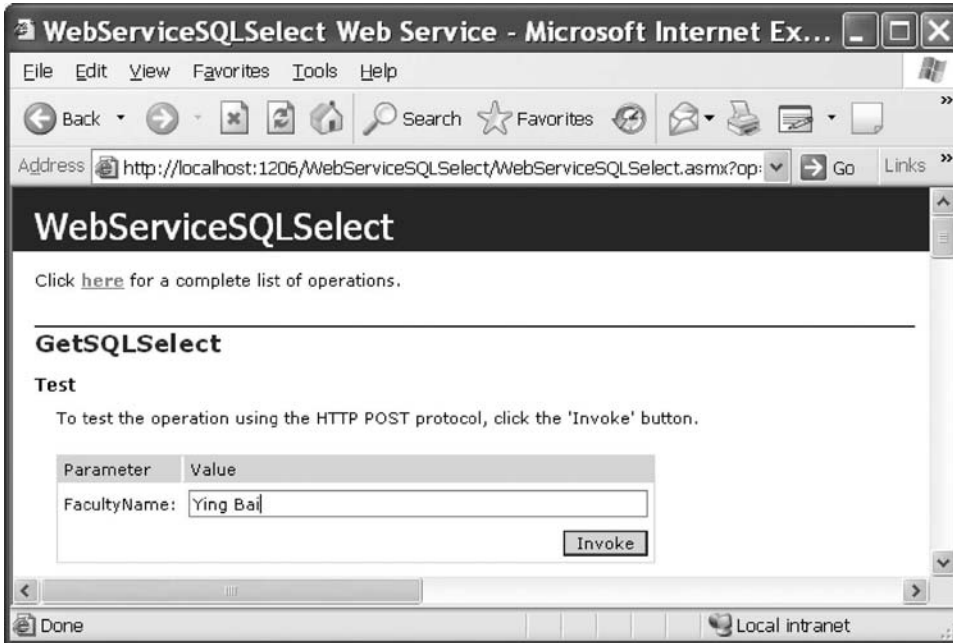 WebServiceSQLSelect Web Service - Microsoft Internet Ex...
File Edit View Favorites Tools Help
Back Search Favorites »
Address http://localhost:1206/WebServiceSQLSelect/WebServiceSQLSelect.asmx?op: Go Links »
WebServiceSQLSelect
Click here for a complete list of operations.
GetSQLSelect
Test
To test the operation using the HTTP POST protocol, click the 'Invoke' button.
Parameter Value
FacultyName: Ying Bai
Invoke
Done Local intranet